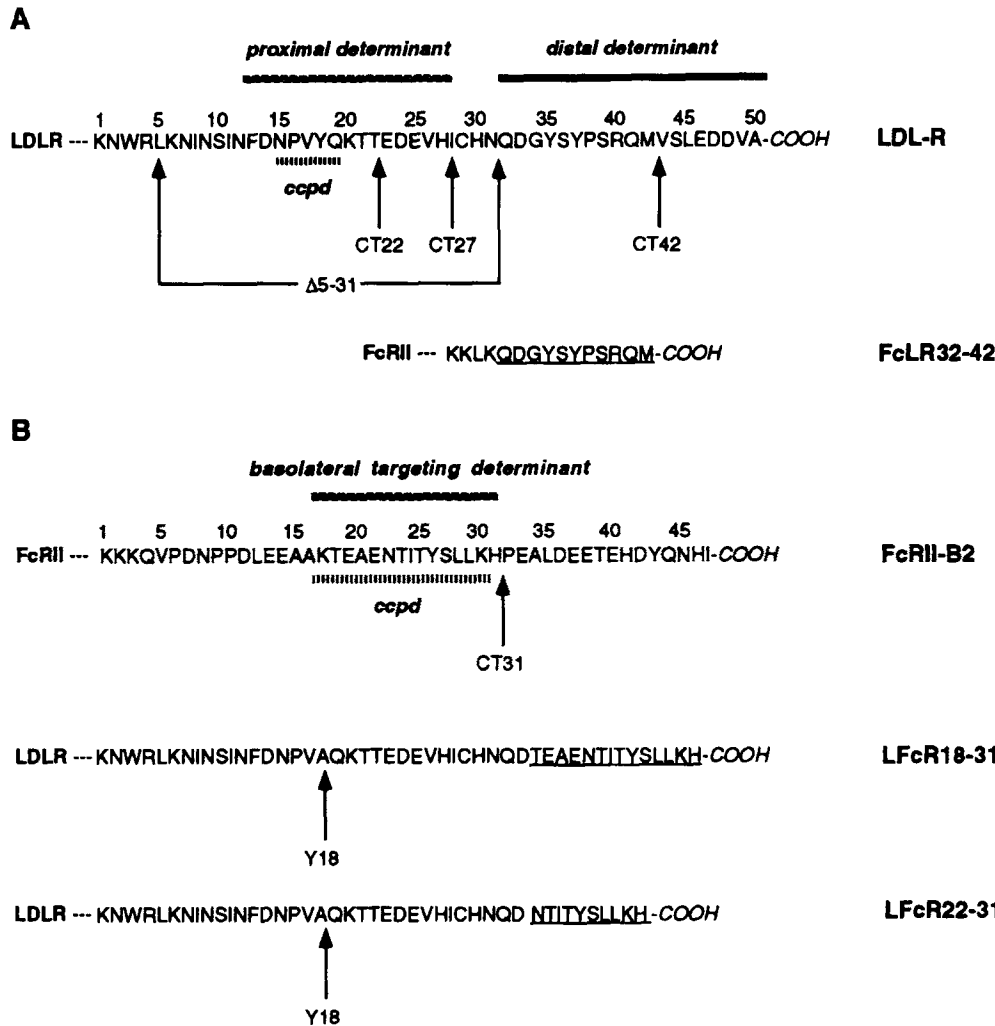 A
proximal determinant distal determinant
1 5 10 15 20 25 30 35 40 45 50
LDLR --- KNWRLKNINSINFDNPVYQKTTEDEVHICHNQDGYSYPSRQMVSLEDDVA-COOH LDL-R
ccpd
CT22 CT27 CT42
Δ5-31
FcRII --- KKLKQDGYSYPSRQM-COOH FcLR32-42
B
basolateral targeting determinant
1 5 10 15 20 25 30 35 40 45
FcRII --- KKKQVPDNPPDLEEAAKTEAENTITYSLLKHPEALDEETEHDYQNHI-COOH FcRII-B2
ccpd
CT31
LDLR --- KNWRLKNINSINFDNPVAQKTTEDEVHICHNQDTEAENTITYSLLKH-COOH LFcR18-31
Y18
LDLR --- KNWRLKNINSINFDNPVAQKTTEDEVHICHNQD NTITYSLLKH-COOH LFcR22-31
Y18